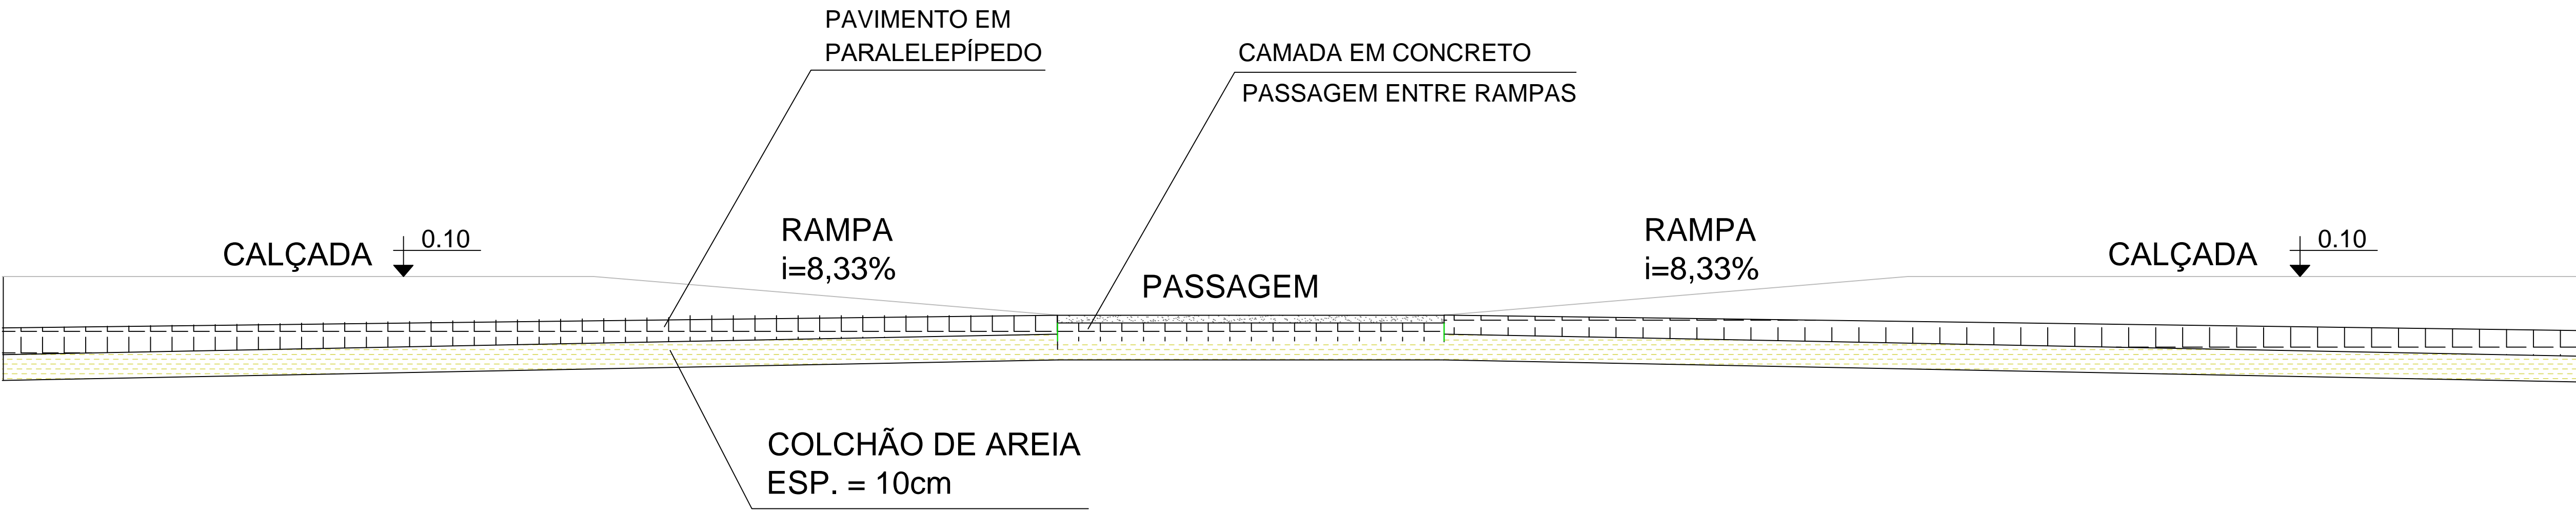 PAVIMENTO EM
PARALELEPÍPEDO
CAMADA EM CONCRETO
PASSAGEM ENTRE RAMPAS
CALÇADA
0.10
RAMPA
i=8,33%
PASSAGEM
RAMPA
i=8,33%
CALÇADA
0.10
COLCHÃO DE AREIA
ESP. = 10cm